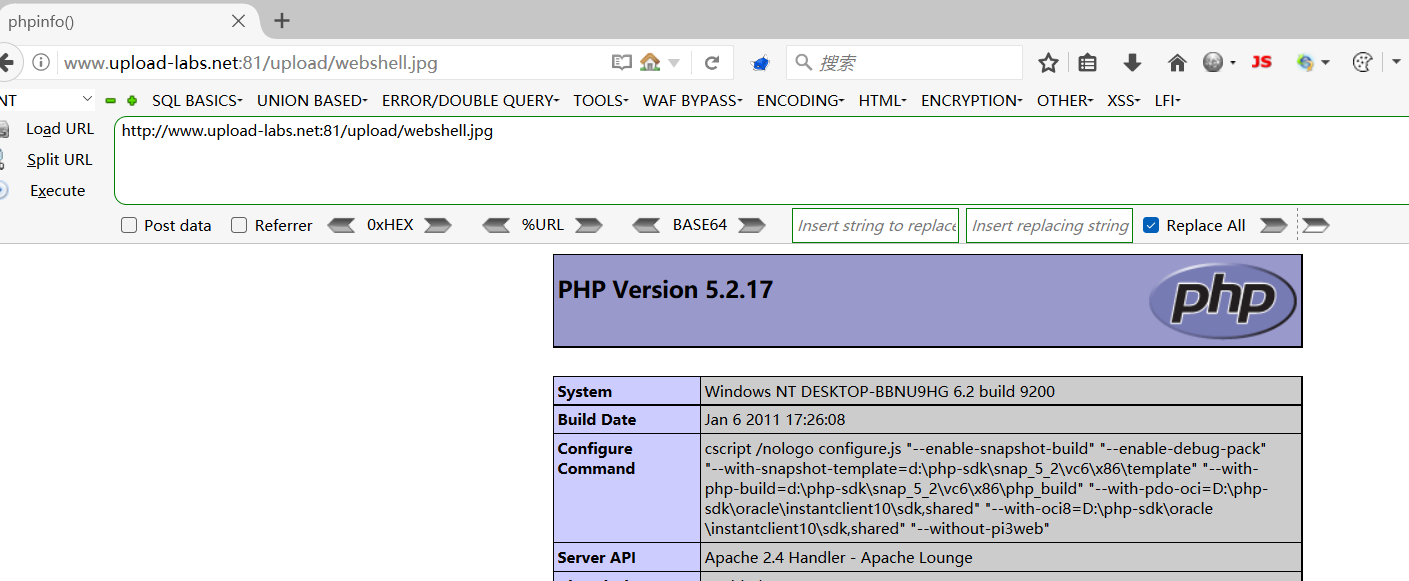 phpinfo()
www.upload-labs.net:81/upload/webshell.jpg
搜索
JS
NT SQL BASICS UNION BASED ERROR/DOUBLE QUERY TOOLS WAF BYPASS ENCODING HTML ENCRYPTION OTHER XSS LFI
Load URL
http://www.upload-labs.net:81/upload/webshell.jpg
Split URL
Execute
Post data Referrer 0xHEX %URL BASE64 Insert string to replace Insert replacing string Replace All
PHP Version 5.2.17
php
System Windows NT DESKTOP-BBNU9HG 6.2 build 9200
Build Date Jan 6 2011 17:26:08
Configure Command
cscript /nologo configure.js "--enable-snapshot-build" "--enable-debug-pack"
"--with-snapshot-template=d:\php-sdk\snap_5_2\vc6\x86\template" "--with-
php-build=d:\php-sdk\snap_5_2\vc6\x86\php_build" "--with-pdo-oci=D:\php-
sdk\oracle\instantclient10\sdk,shared" "--with-oci8=D:\php-sdk\oracle
\instantclient10\sdk,shared" "--without-pi3web"
Server API Apache 2.4 Handler - Apache Lounge